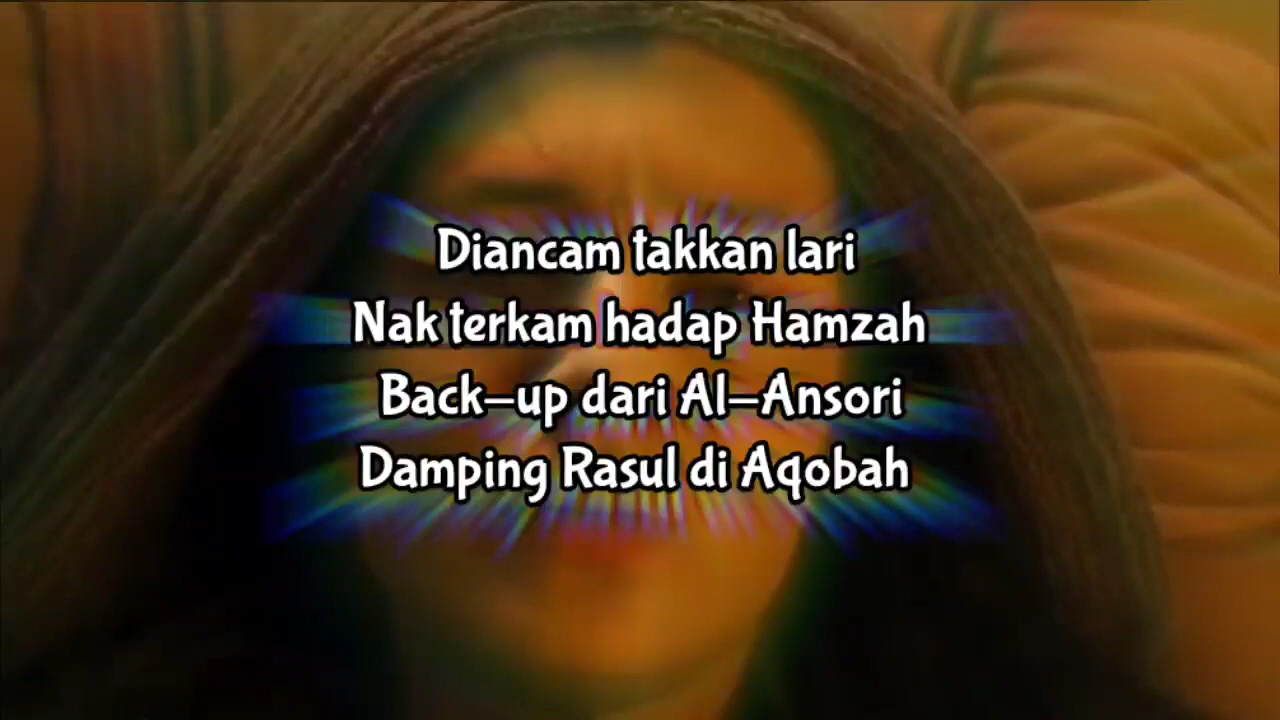 Diancam takkan lari
Nak terkam hadap Hamzah
Back-up dari Al-Ansori
Damping Rasul di Aqobah